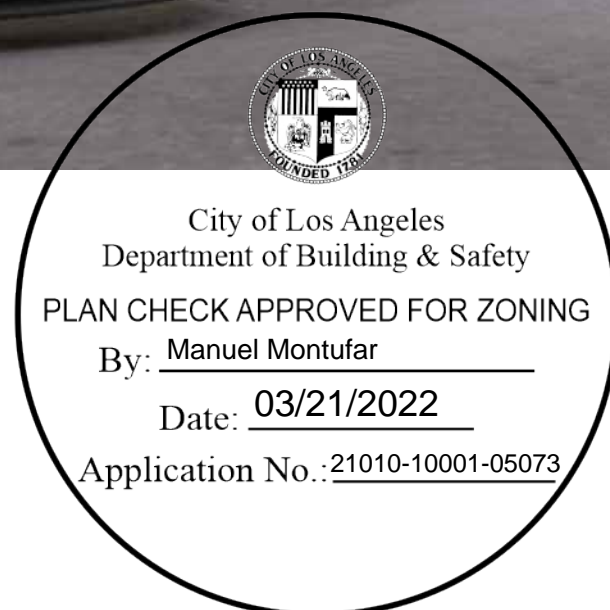 CITY OF LOS ANGELES
FOUNDED 1781
City of Los Angeles
Department of Building & Safety
PLAN CHECK APPROVED FOR ZONING
By: Manuel Montufar
Date: 03/21/2022
Application No.: 21010-10001-05073